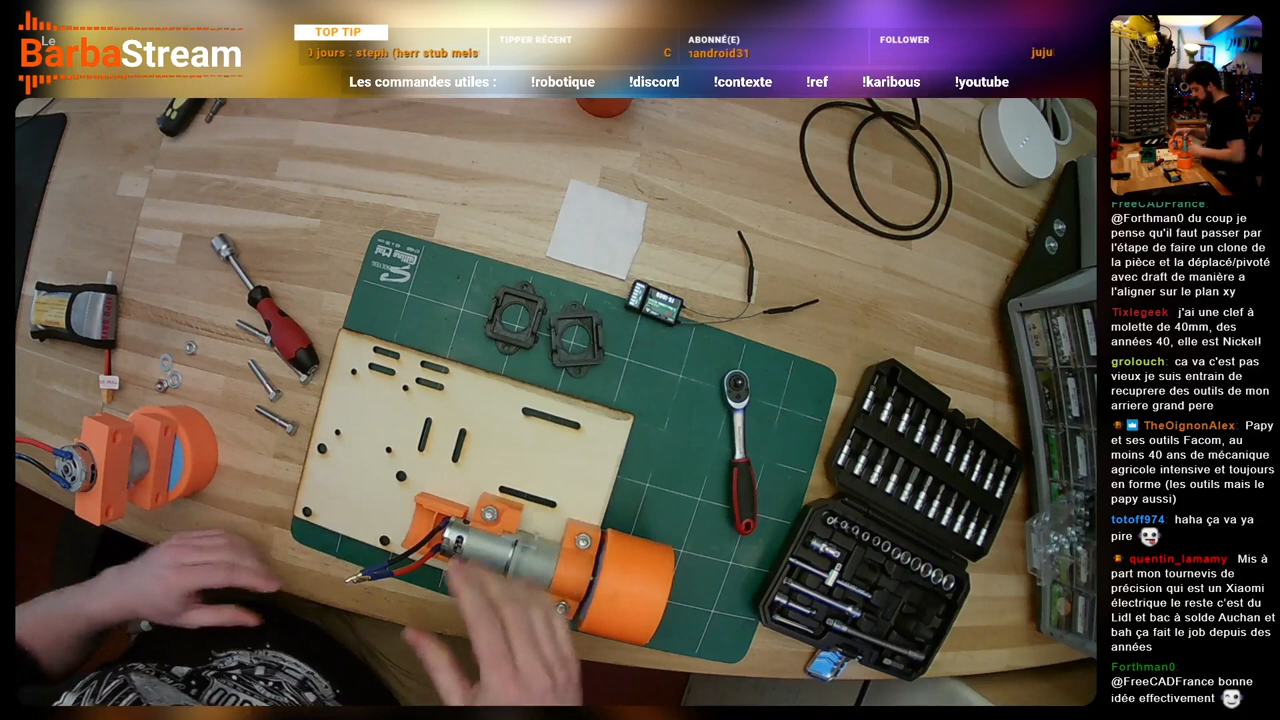 Le
BarbaStream
TOP TIP
jours : steph (herr stub meis
TIPPER RÉCENT
C
ABONNÉ(E)
nandroid31
FOLLOWER
juju
Les commandes utiles : !robotique !discord !contexte !ref !karibous !youtube
FreeCADFrance:
@Forthman0 du coup je
pense qu'il faut passer par
l'étape de faire un clone de
la pièce et la déplacé/pivoté
avec draft de manière a
l'aligner sur le plan xy
Tixlegeek: j'ai une clef à
molette de 40mm, des
années 40, elle est Nickel!
grolouch: ca va c'est pas
vieux je suis entrain de
recuprere des outils de mon
arriere grand pere
TheOignonAlex: Papy
et ses outils Facom, au
moins 40 ans de mécanique
agricole intensive et toujours
en forme (les outils mais le
papy aussi)
totoff974: haha ça va ya
pire
quentin_lamamy: Mis à
part mon tournevis de
précision qui est un Xiaomi
électrique le reste c'est du
Lidl et bac à solde Auchan et
bah ça fait le job depuis des
années
Forthman0:
@FreeCADFrance bonne
idée effectivement
Cutting Mat